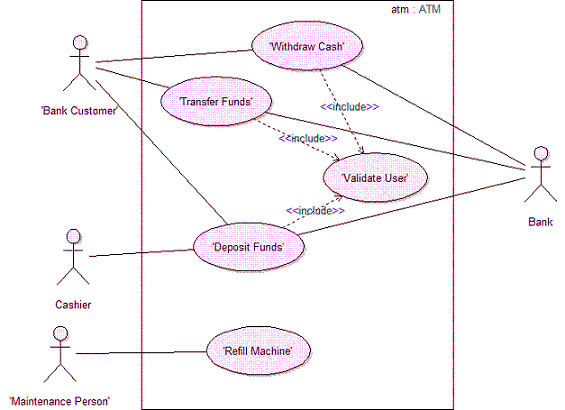 atm : ATM
'Withdraw Cash'
'Bank Customer'
'Transfer Funds'
<<include>>
<<include>>
'Validate User'
<<include>>
Bank
'Deposit Funds'
Cashier
'Refill Machine'
'Maintenance Person'